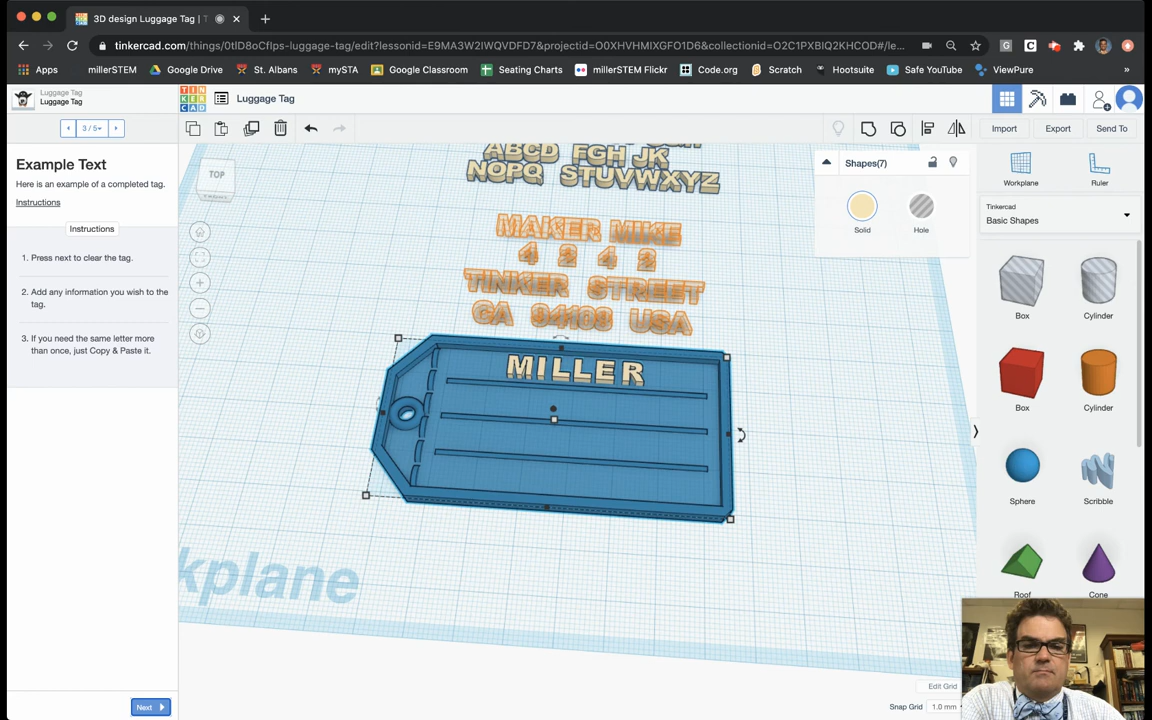 3D design Luggage Tag | T
tinkercad.com/things/0tlD8oCfIps-luggage-tag/edit?lessonid=E9MA3W2IWQVDFD7&projectid=O0XHVHMIXGFO1D6&collectionid=O2C1PXBIQ2KHCOD#/le...
Apps
millerSTEM
Google Drive
St. Albans
mySTA
Google Classroom
Seating Charts
millerSTEM Flickr
Code.org
Scratch
Hootsuite
Safe YouTube
ViewPure
»
Luggage Tag
Luggage Tag
TIN
KER
CAD
Luggage Tag
3 / 5
Import
Export
Send To
Example Text
Here is an example of a completed tag.
Instructions
Instructions
1. Press next to clear the tag.
2. Add any information you wish to the
tag.
3. If you need the same letter more
than once, just Copy & Paste it.
Next
TOP
ABCD FGH JK
NOPQ STUVWXYZ
MAKER MIKE
4 2 4 2
TINKER STREET
CA 94109 USA
MILLER
kplane
Shapes(7)
Solid
Hole
Workplane
Ruler
Tinkercad
Basic Shapes
Box
Cylinder
Box
Cylinder
Sphere
Scribble
Roof
Cone
Edit Grid
Snap Grid
1.0 mm